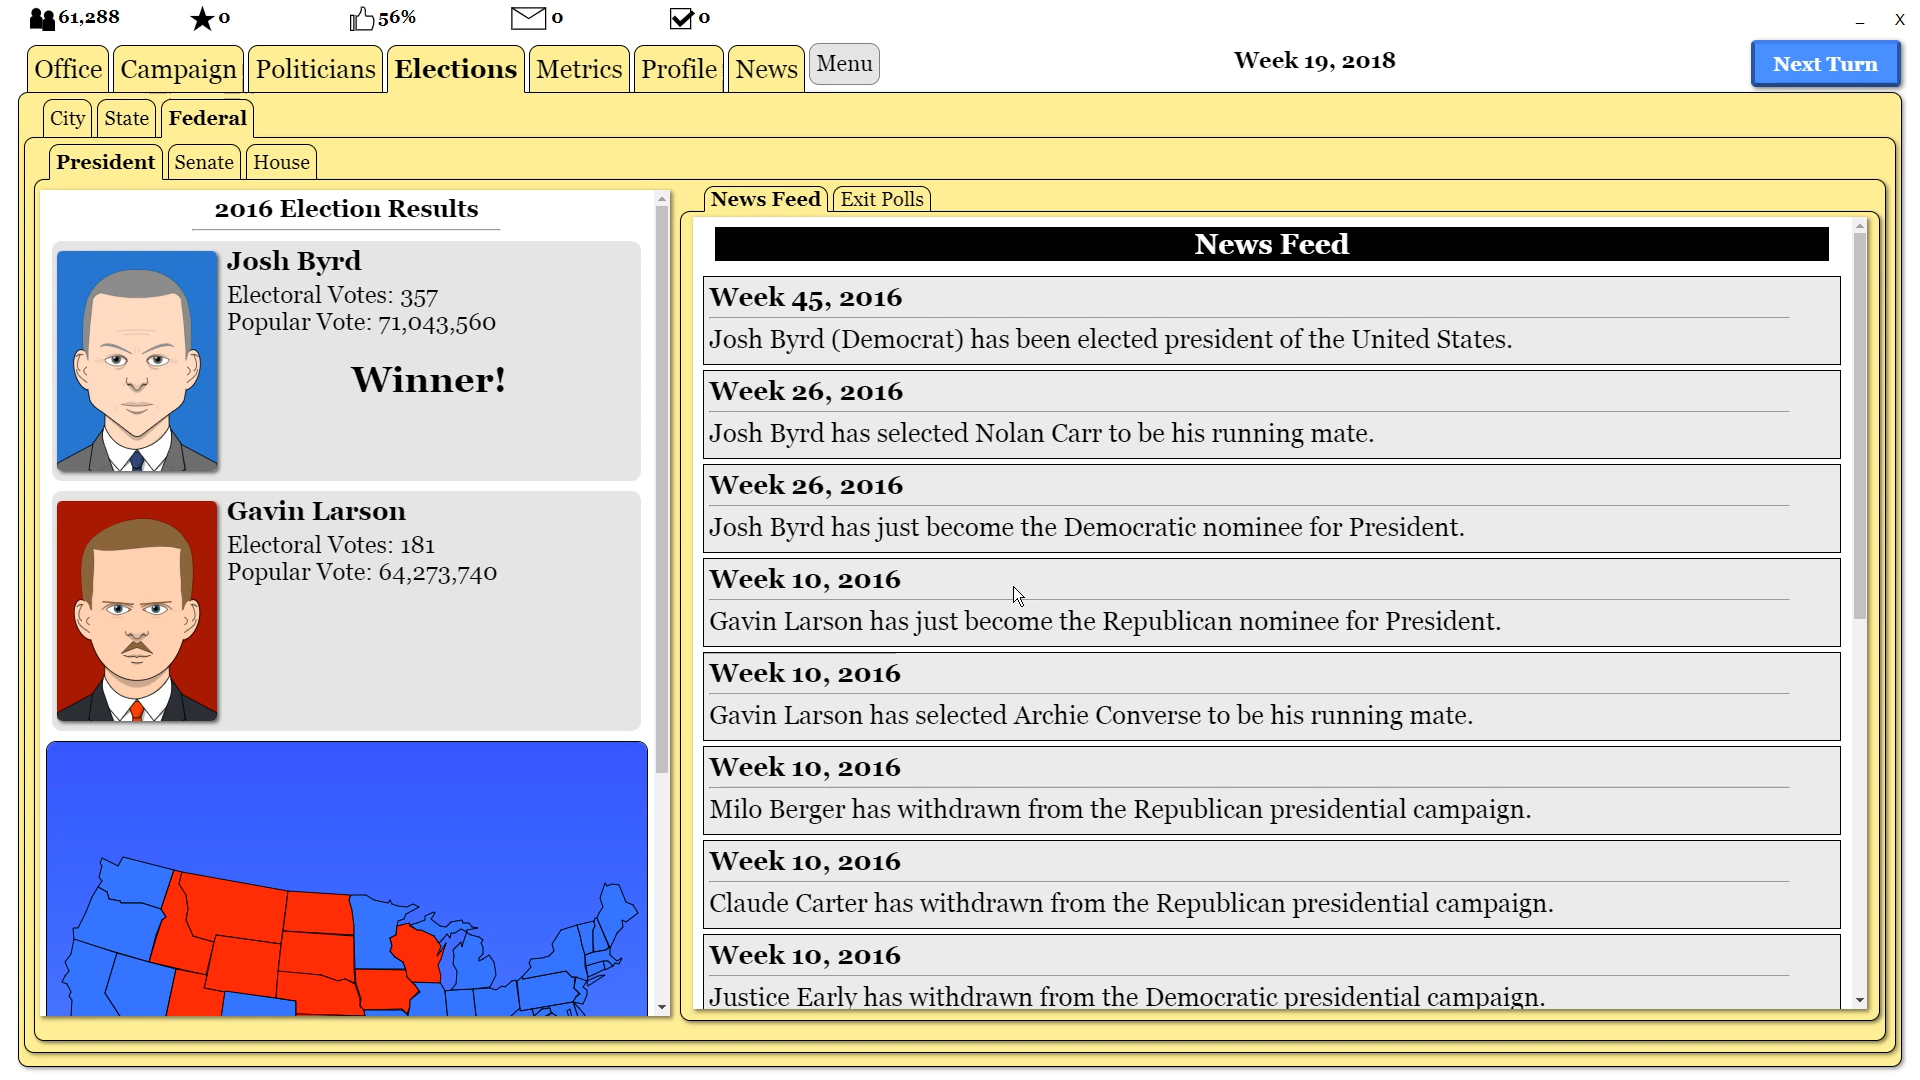 61,288
0
56%
0
0
_ X
Office
Campaign
Politicians
Elections
Metrics
Profile
News
Menu
Week 19, 2018
Next Turn
City
State
Federal
President
Senate
House
2016 Election Results
Josh Byrd
Electoral Votes: 357
Popular Vote: 71,043,560
Winner!
Gavin Larson
Electoral Votes: 181
Popular Vote: 64,273,740
News Feed
Exit Polls
News Feed
Week 45, 2016
Josh Byrd (Democrat) has been elected president of the United States.
Week 26, 2016
Josh Byrd has selected Nolan Carr to be his running mate.
Week 26, 2016
Josh Byrd has just become the Democratic nominee for President.
Week 10, 2016
Gavin Larson has just become the Republican nominee for President.
Week 10, 2016
Gavin Larson has selected Archie Converse to be his running mate.
Week 10, 2016
Milo Berger has withdrawn from the Republican presidential campaign.
Week 10, 2016
Claude Carter has withdrawn from the Republican presidential campaign.
Week 10, 2016
Justice Early has withdrawn from the Democratic presidential campaign.